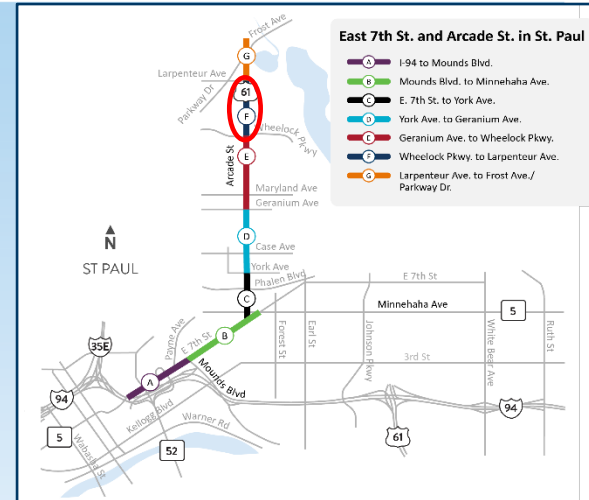 East 7th St. and Arcade St. in St. Paul
A I-94 to Mounds Blvd.
B Mounds Blvd. to Minnehaha Ave.
C E. 7th St. to York Ave.
D York Ave. to Geranium Ave.
E Geranium Ave. to Wheelock Pkwy.
F Wheelock Pkwy. to Larpenteur Ave.
G Larpenteur Ave. to Frost Ave./
Parkway Dr.
Frost Ave
G
Larpenteur Ave
Parkway Dr
61
F
Wheelock Pkwy
E
Arcade St
Maryland Ave
Geranium Ave
D
N
ST PAUL
Case Ave
York Ave
Phalen Blvd
E 7th St
C
Minnehaha Ave
5
B
E 7th St
Payne Ave
Forest St
Earl St
Johnson Pkwy
White Bear Ave
Ruth St
35E
3rd St
Mounds Blvd
A
94
Kellogg Blvd
Warner Rd
94
5
Wabasha St
52
61